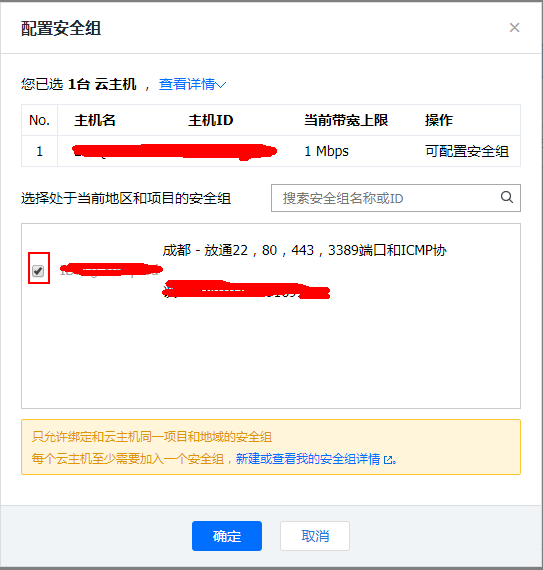 配置安全组
您已选 1台 云主机 ， 查看详情
No. 主机名 主机ID 当前带宽上限 操作
1 1 Mbps 可配置安全组
选择处于当前地区和项目的安全组 搜索安全组名称或ID
成都 - 放通22，80，443，3389端口和ICMP协
只允许绑定和云主机同一项目和地域的安全组
每个云主机至少需要加入一个安全组，新建或查看我的安全组详情。
确定 取消